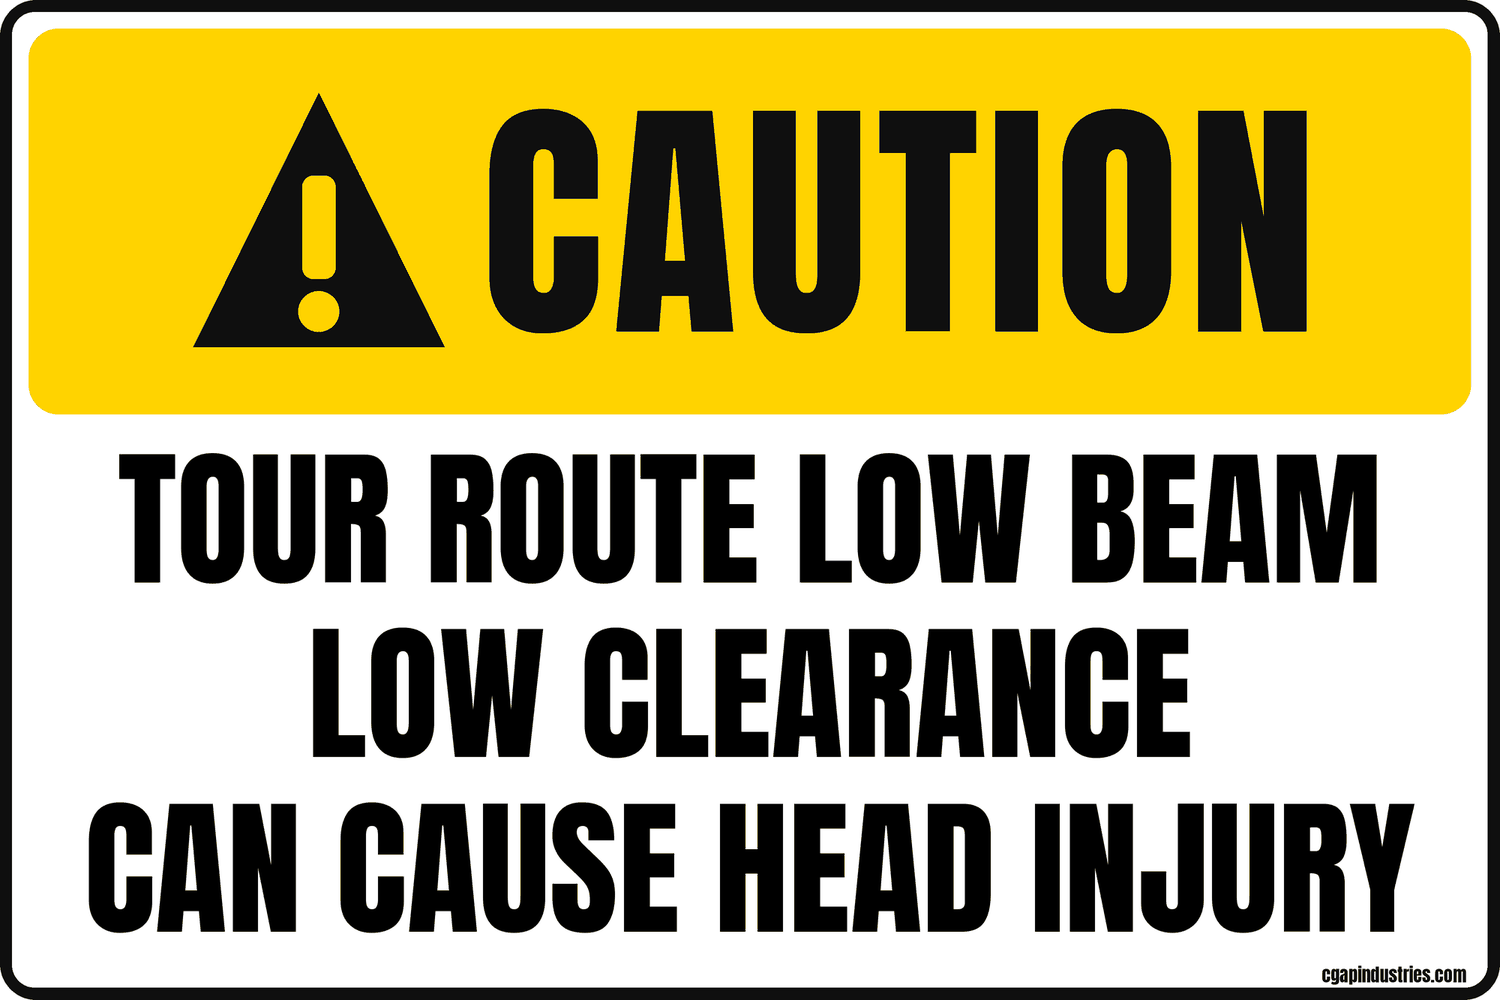 CAUTION
TOUR ROUTE LOW BEAM
LOW CLEARANCE
CAN CAUSE HEAD INJURY
cgapindustries.com